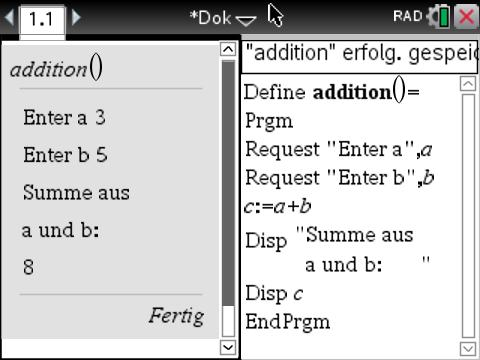 1.1
*Dok
RAD
addition()
Enter a 3
Enter b 5
Summe aus
a und b:
8
Fertig
"addition" erfolg.
Define addition()=
Prgm
Request "Enter a",a
Request "Enter b",b
c:=a+b
Disp "Summe aus
a und b: "
Disp c
EndPrgm